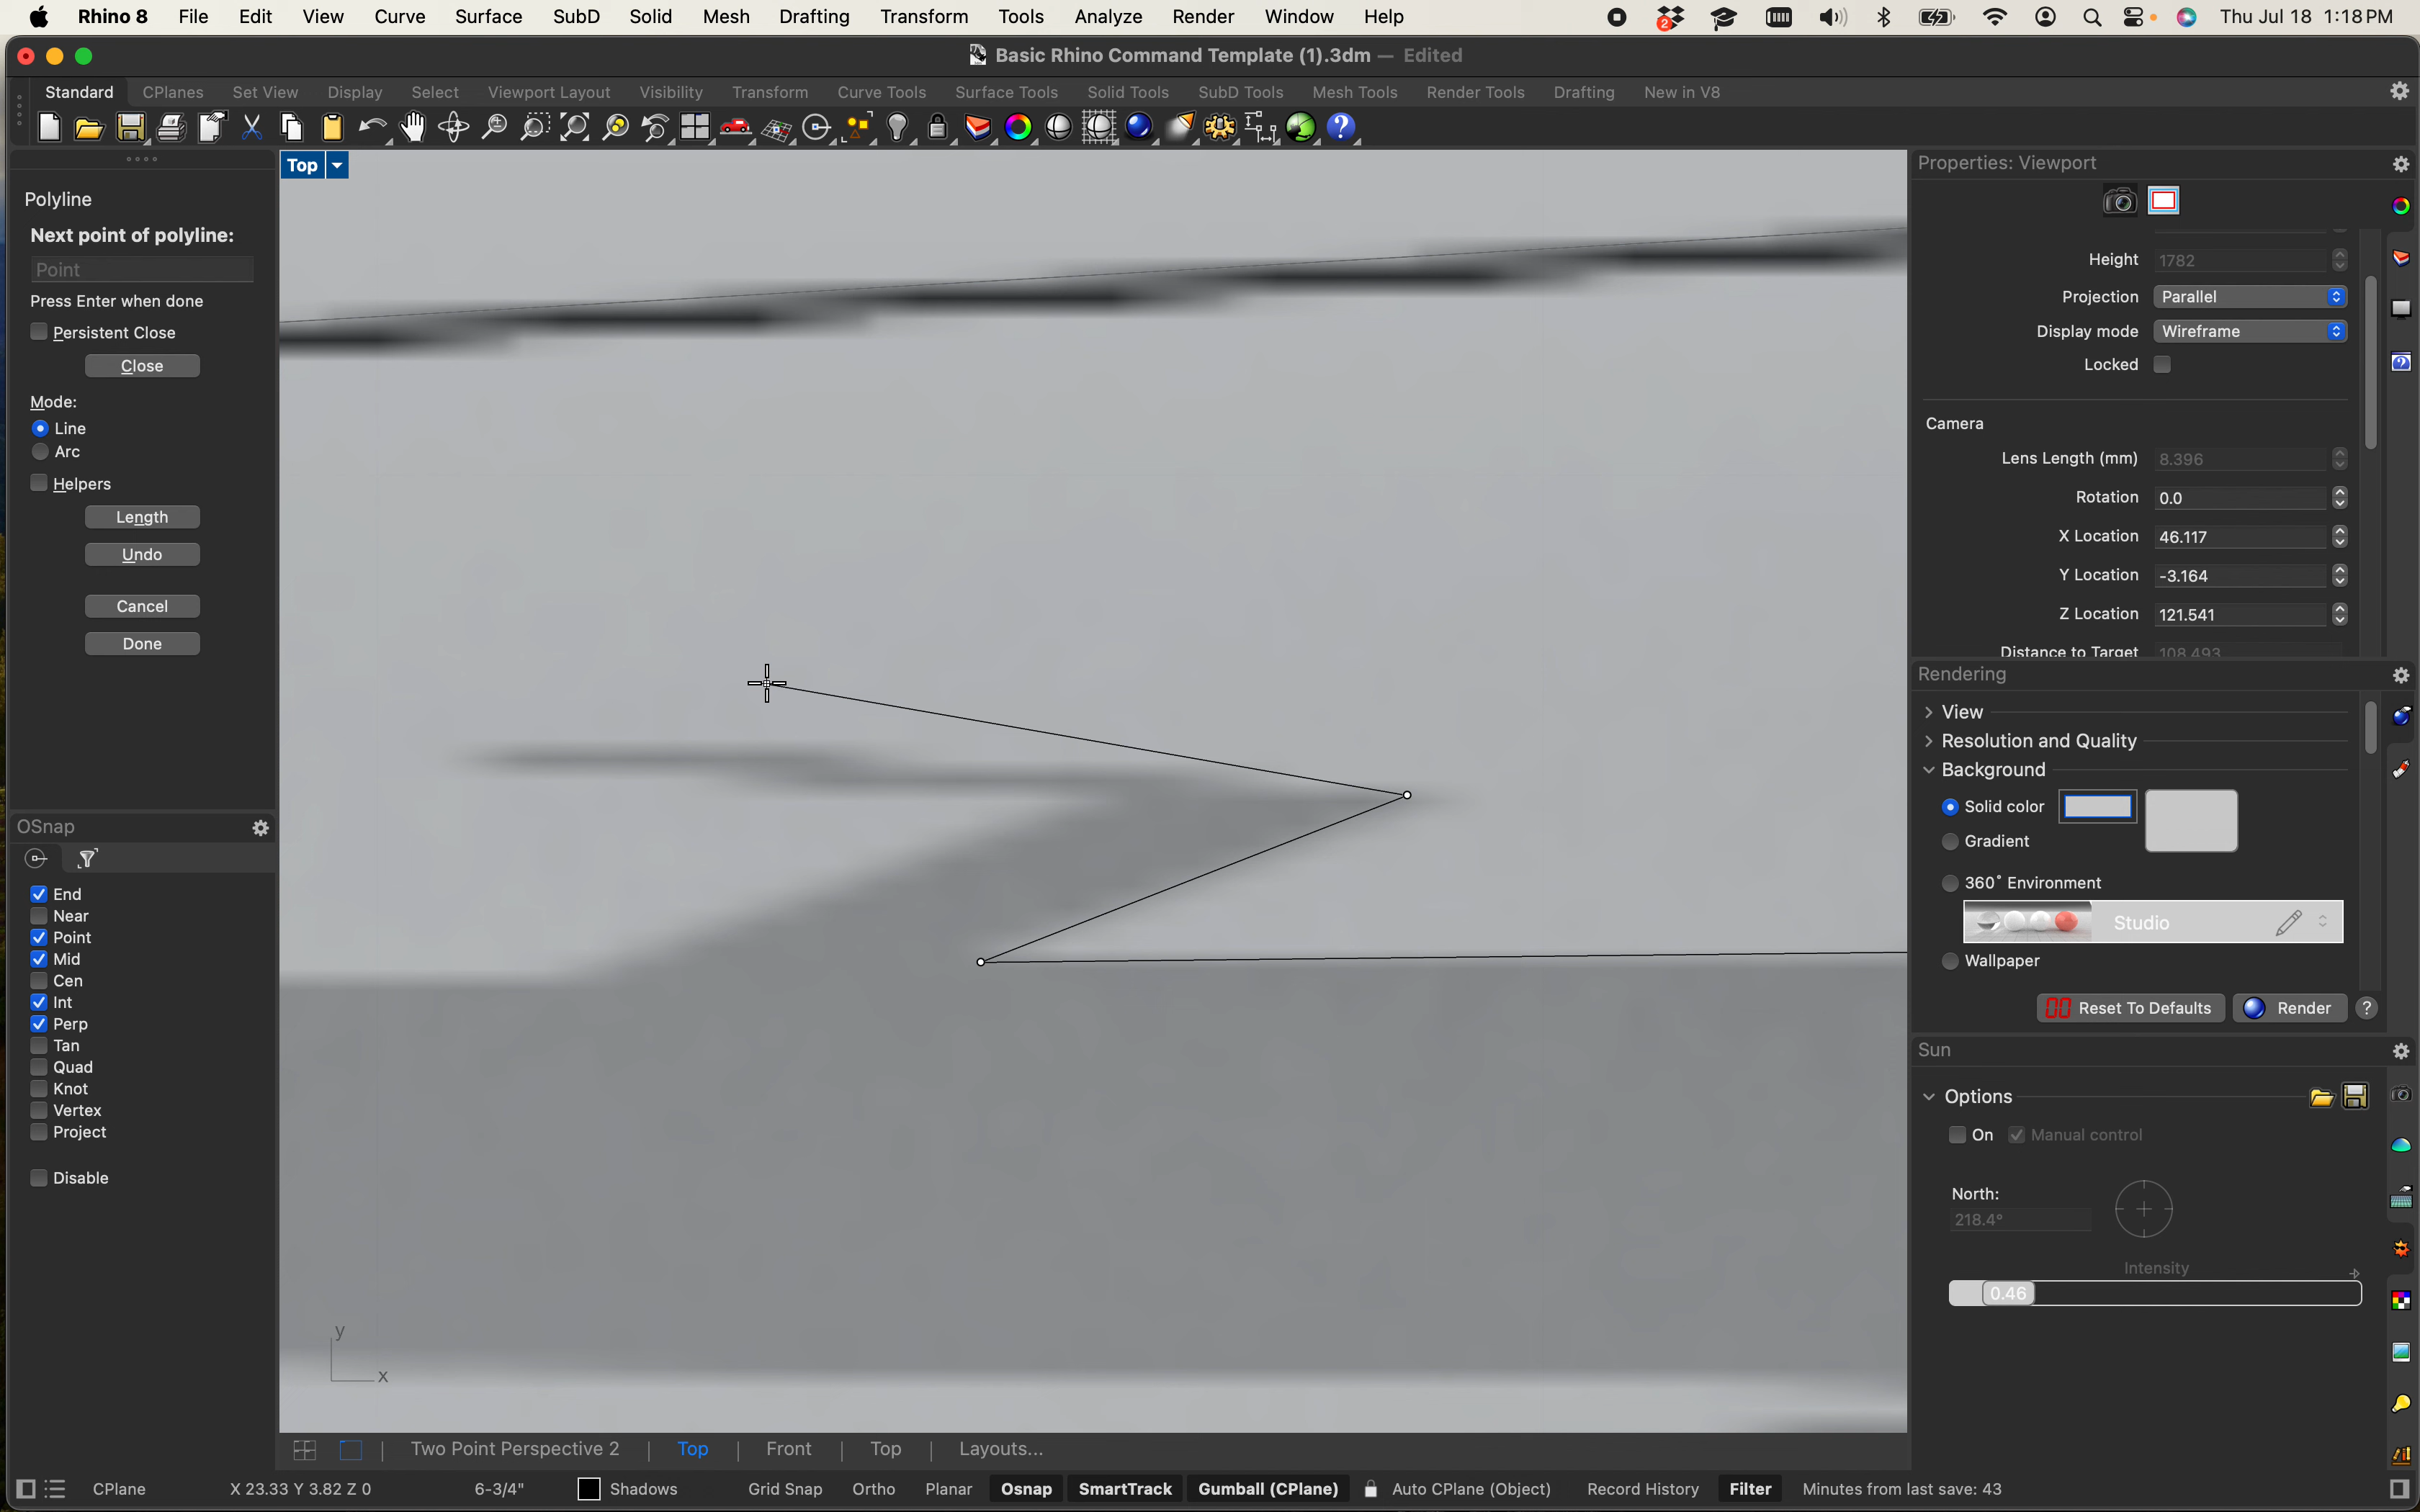 Rhino 8 File Edit View Curve Surface SubD Solid Mesh Drafting Transform Tools Analyze Render Window Help 2 Thu Jul 18 1:18 PM
Basic Rhino Command Template (1).3dm — Edited
Standard CPlanes Set View Display Select Viewport Layout Visibility Transform Curve Tools Surface Tools Solid Tools SubD Tools Mesh Tools Render Tools Drafting New in V8
Polyline
Next point of polyline:
Point
Press Enter when done
Persistent Close
Close
Mode:
Line
Arc
Helpers
Length
Undo
Cancel
Done
OSnap
End
Near
Point
Mid
Cen
Int
Perp
Tan
Quad
Knot
Vertex
Project
Disable
Top
y
x
Properties: Viewport
Height 1782
Projection Parallel
Display mode Wireframe
Locked
Camera
Lens Length (mm) 8.396
Rotation 0.0
X Location 46.117
Y Location -3.164
Z Location 121.541
Distance to Target 108.493
Rendering
View
Resolution and Quality
Background
Solid color
Gradient
360° Environment
Studio
Wallpaper
Reset To Defaults Render ?
Sun
Options
On Manual control
North:
218.4°
Intensity
0.46
Two Point Perspective 2 | Top | Front | Top | Layouts...
CPlane X 23.33 Y 3.82 Z 0 6-3/4" Shadows Grid Snap Ortho Planar Osnap SmartTrack Gumball (CPlane) Auto CPlane (Object) Record History Filter Minutes from last save: 43